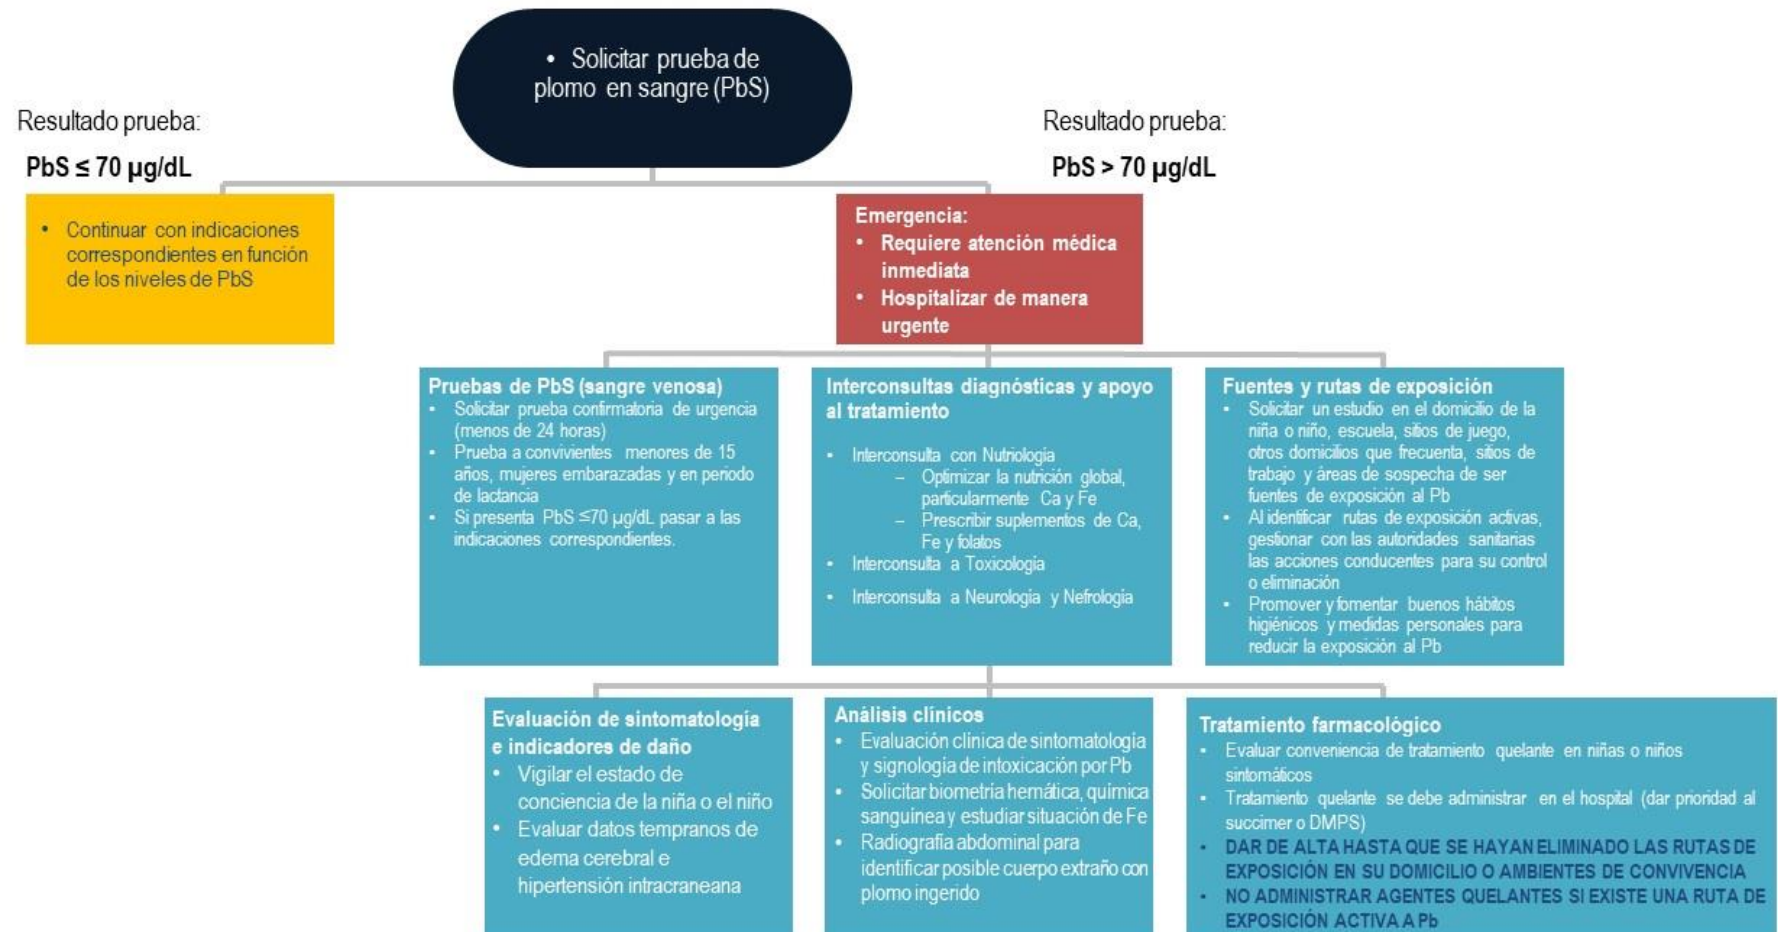 • Solicitar prueba de
plomo en sangre (PbS)
Resultado prueba:
PbS ≤ 70 µg/dL
Resultado prueba:
PbS > 70 µg/dL
• Continuar con indicaciones
correspondientes en función
de los niveles de PbS
Emergencia:
• Requiere atención médica
inmediata
• Hospitalizar de manera
urgente
Pruebas de PbS (sangre venosa)
• Solicitar prueba confirmatoria de urgencia
(menos de 24 horas)
• Prueba a convivientes menores de 15
años, mujeres embarazadas y en periodo
de lactancia
• Si presenta PbS ≤70 µg/dL pasar a las
indicaciones correspondientes.
Interconsultas diagnósticas y apoyo
al tratamiento
• Interconsulta con Nutriología
– Optimizar la nutrición global,
particularmente Ca y Fe
– Prescribir suplementos de Ca,
Fe y folatos
• Interconsulta a Toxicología
• Interconsulta a Neurología y Nefrología
Fuentes y rutas de exposición
• Solicitar un estudio en el domicilio de la
niña o niño, escuela, sitios de juego,
otros domicilios que frecuenta, sitios de
trabajo y áreas de sospecha de ser
fuentes de exposición al Pb
• Al identificar rutas de exposición activas,
gestionar con las autoridades sanitarias
las acciones conducentes para su control
o eliminación
• Promover y fomentar buenos hábitos
higiénicos y medidas personales para
reducir la exposición al Pb
Evaluación de sintomatología
e indicadores de daño
• Vigilar el estado de
conciencia de la niña o el niño
• Evaluar datos tempranos de
edema cerebral e
hipertensión intracraneana
Análisis clínicos
• Evaluación clínica de sintomatología
y signología de intoxicación por Pb
• Solicitar biometría hemática, química
sanguínea y estudiar situación de Fe
• Radiografía abdominal para
identificar posible cuerpo extraño con
plomo ingerido
Tratamiento farmacológico
• Evaluar conveniencia de tratamiento quelante en niñas o niños
sintomáticos
• Tratamiento quelante se debe administrar en el hospital (dar prioridad al
succimer o DMPS)
• DAR DE ALTA HASTA QUE SE HAYAN ELIMINADO LAS RUTAS DE
EXPOSICIÓN EN SU DOMICILIO O AMBIENTES DE CONVIVENCIA
• NO ADMINISTRAR AGENTES QUELANTES SI EXISTE UNA RUTA DE
EXPOSICIÓN ACTIVA A Pb